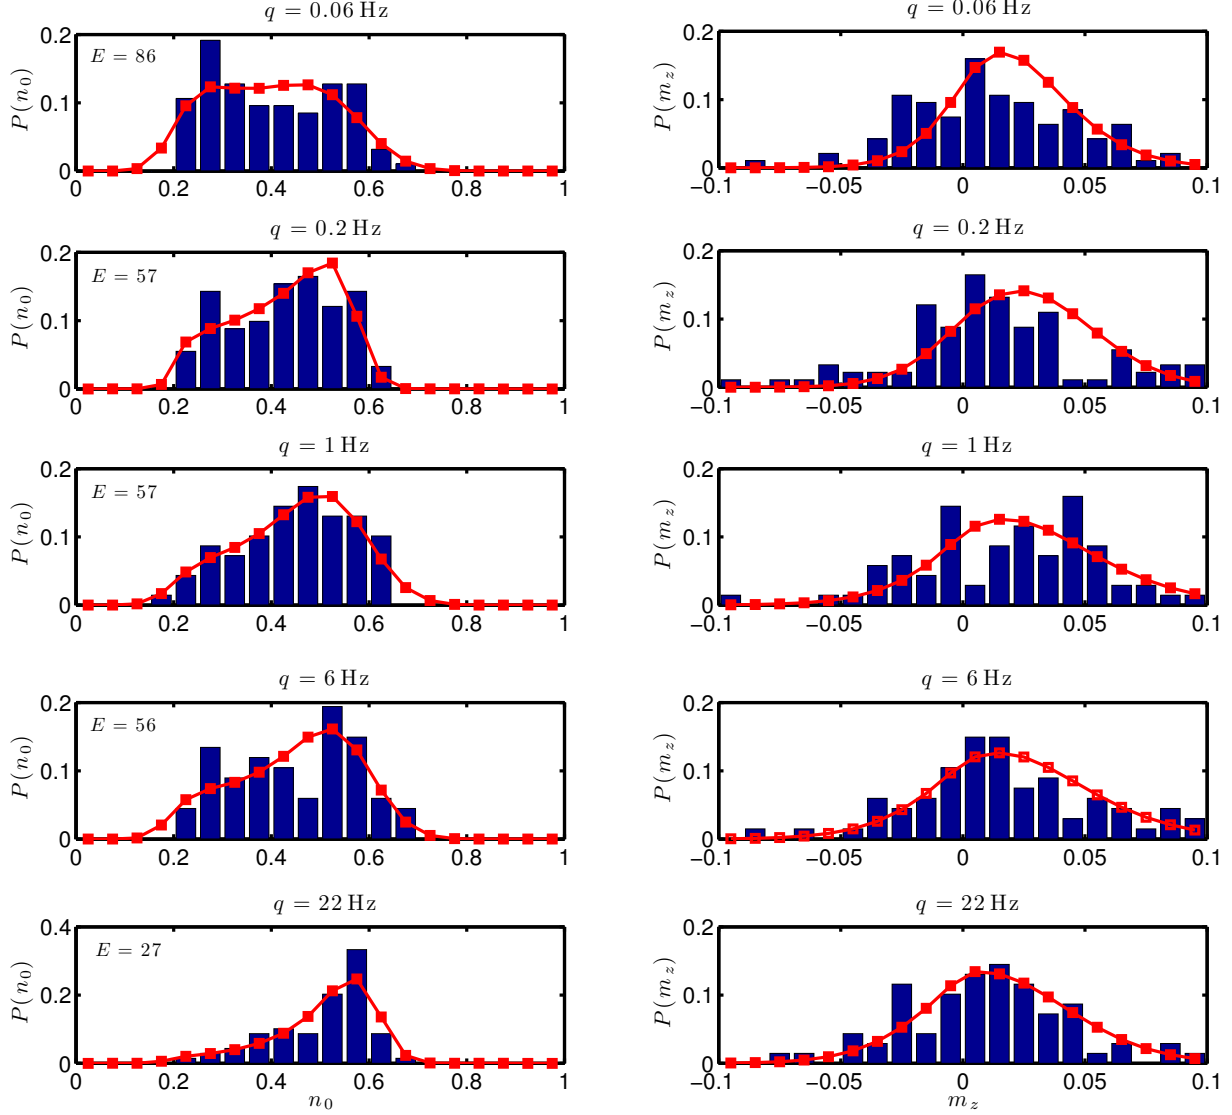 q = 0.06 Hz
P(n0)
E = 86
0.2
0.1
0
0 0.2 0.4 0.6 0.8 1
q = 0.06 Hz
P(mz)
0.2
0.1
0
−0.1 −0.05 0 0.05 0.1
q = 0.2 Hz
P(n0)
E = 57
0.2
0.1
0
0 0.2 0.4 0.6 0.8 1
q = 0.2 Hz
P(mz)
0.2
0.1
0
−0.1 −0.05 0 0.05 0.1
q = 1 Hz
P(n0)
E = 57
0.2
0.1
0
0 0.2 0.4 0.6 0.8 1
q = 1 Hz
P(mz)
0.2
0.1
0
−0.1 −0.05 0 0.05 0.1
q = 6 Hz
P(n0)
E = 56
0.2
0.1
0
0 0.2 0.4 0.6 0.8 1
q = 6 Hz
P(mz)
0.2
0.1
0
−0.1 −0.05 0 0.05 0.1
q = 22 Hz
P(n0)
E = 27
0.4
0.2
0
0 0.2 0.4 0.6 0.8 1
n0
q = 22 Hz
P(mz)
0.2
0.1
0
−0.1 −0.05 0 0.05 0.1
mz